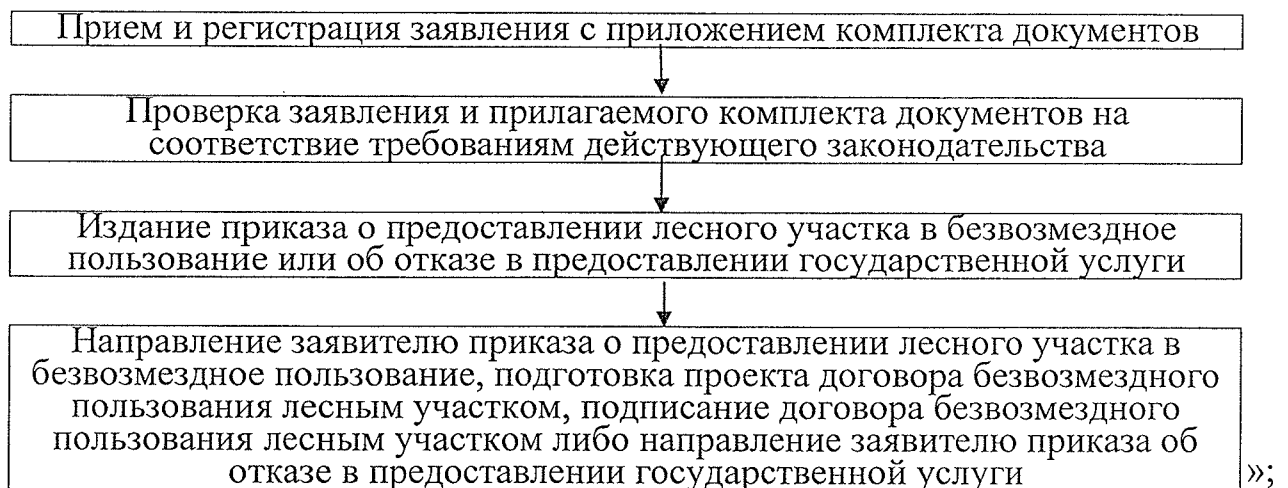 Прием и регистрация заявления с приложением комплекта документов
Проверка заявления и прилагаемого комплекта документов на
соответствие требованиям действующего законодательства
Издание приказа о предоставлении лесного участка в безвозмездное
пользование или об отказе в предоставлении государственной услуги
Направление заявителю приказа о предоставлении лесного участка в
безвозмездное пользование, подготовка проекта договора безвозмездного
пользования лесным участком, подписание договора безвозмездного
пользования лесным участком либо направление заявителю приказа об
отказе в предоставлении государственной услуги »;